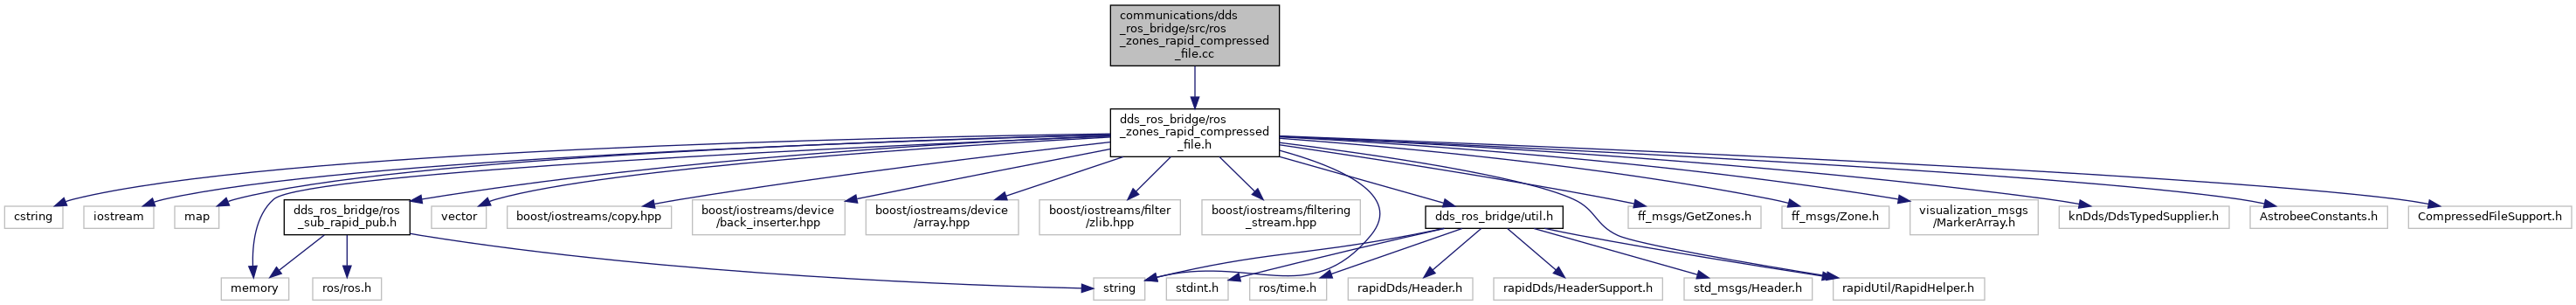 communications/dds
_ros_bridge/src/ros
_zones_rapid_compressed
_file.cc
dds_ros_bridge/ros
_zones_rapid_compressed
_file.h
cstring
iostream
map
dds_ros_bridge/ros
_sub_rapid_pub.h
vector
boost/iostreams/copy.hpp
boost/iostreams/device
/back_inserter.hpp
boost/iostreams/device
/array.hpp
boost/iostreams/filter
/zlib.hpp
boost/iostreams/filtering
_stream.hpp
dds_ros_bridge/util.h
ff_msgs/GetZones.h
ff_msgs/Zone.h
visualization_msgs
/MarkerArray.h
knDds/DdsTypedSupplier.h
AstrobeeConstants.h
CompressedFileSupport.h
memory
ros/ros.h
string
stdint.h
ros/time.h
rapidDds/Header.h
rapidDds/HeaderSupport.h
std_msgs/Header.h
rapidUtil/RapidHelper.h